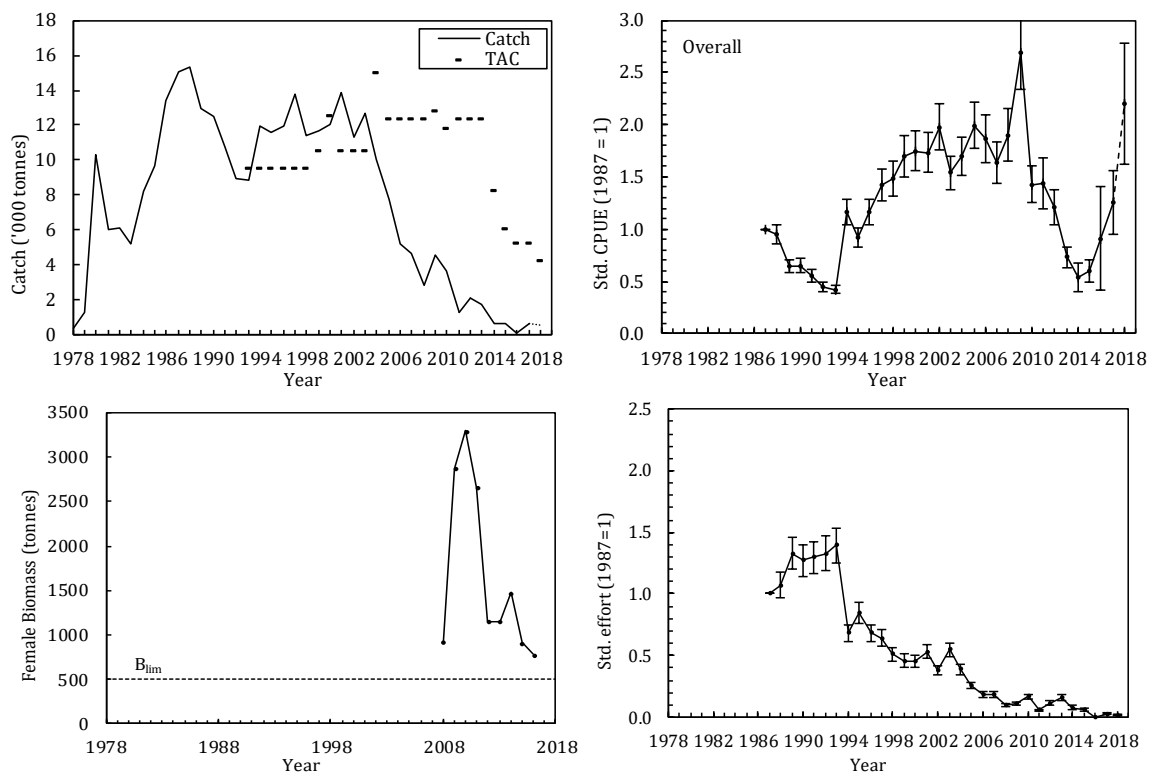 18
16
14
12
10
8
6
4
2
0
Catch ('000 tonnes)
Catch
TAC
1978 1982 1986 1990 1994 1998 2002 2006 2010 2014 2018
Year
3.0
2.5
2.0
1.5
1.0
0.5
0.0
Std. CPUE (1987 = 1)
Overall
1978 1982 1986 1990 1994 1998 2002 2006 2010 2014 2018
Year
3500
3000
2500
2000
1500
1000
500
0
Female Biomass (tonnes)
Blim
1978 1988 1998 2008 2018
Year
2.5
2.0
1.5
1.0
0.5
0.0
Std. effort (1987=1)
1978 1982 1986 1990 1994 1998 2002 2006 2010 2014 2018
Year